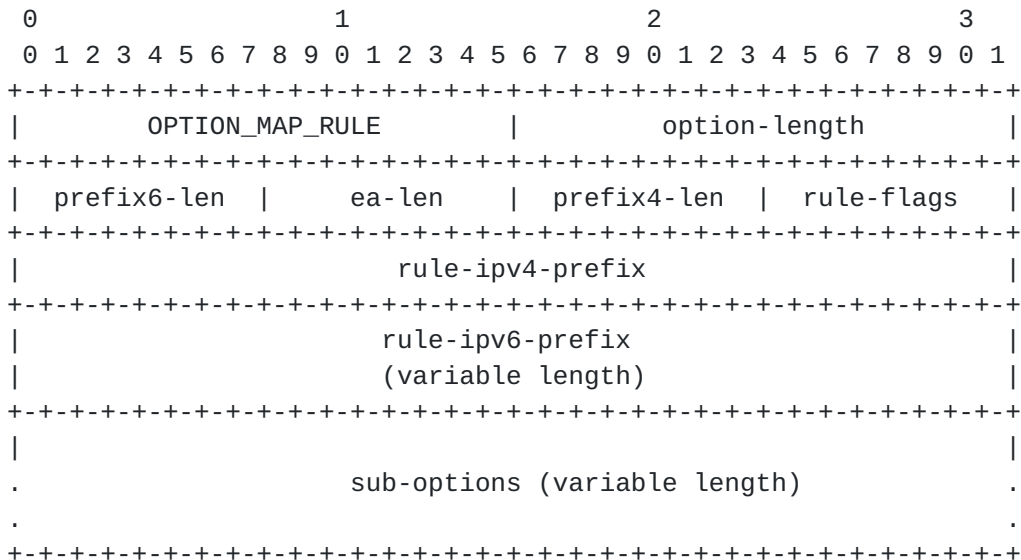 0                   1                   2                   3
 0 1 2 3 4 5 6 7 8 9 0 1 2 3 4 5 6 7 8 9 0 1 2 3 4 5 6 7 8 9 0 1
+-+-+-+-+-+-+-+-+-+-+-+-+-+-+-+-+-+-+-+-+-+-+-+-+-+-+-+-+-+-+-+-+
|        OPTION_MAP_RULE        |         option-length         |
+-+-+-+-+-+-+-+-+-+-+-+-+-+-+-+-+-+-+-+-+-+-+-+-+-+-+-+-+-+-+-+-+
|  prefix6-len  |     ea-len    |  prefix4-len  |  rule-flags   |
+-+-+-+-+-+-+-+-+-+-+-+-+-+-+-+-+-+-+-+-+-+-+-+-+-+-+-+-+-+-+-+-+
|                        rule-ipv4-prefix                       |
+-+-+-+-+-+-+-+-+-+-+-+-+-+-+-+-+-+-+-+-+-+-+-+-+-+-+-+-+-+-+-+-+
|                       rule-ipv6-prefix                        |
|                       (variable length)                       |
+-+-+-+-+-+-+-+-+-+-+-+-+-+-+-+-+-+-+-+-+-+-+-+-+-+-+-+-+-+-+-+-+
|                                                               |
.                     sub-options (variable length)             .
.                                                               .
+-+-+-+-+-+-+-+-+-+-+-+-+-+-+-+-+-+-+-+-+-+-+-+-+-+-+-+-+-+-+-+-+